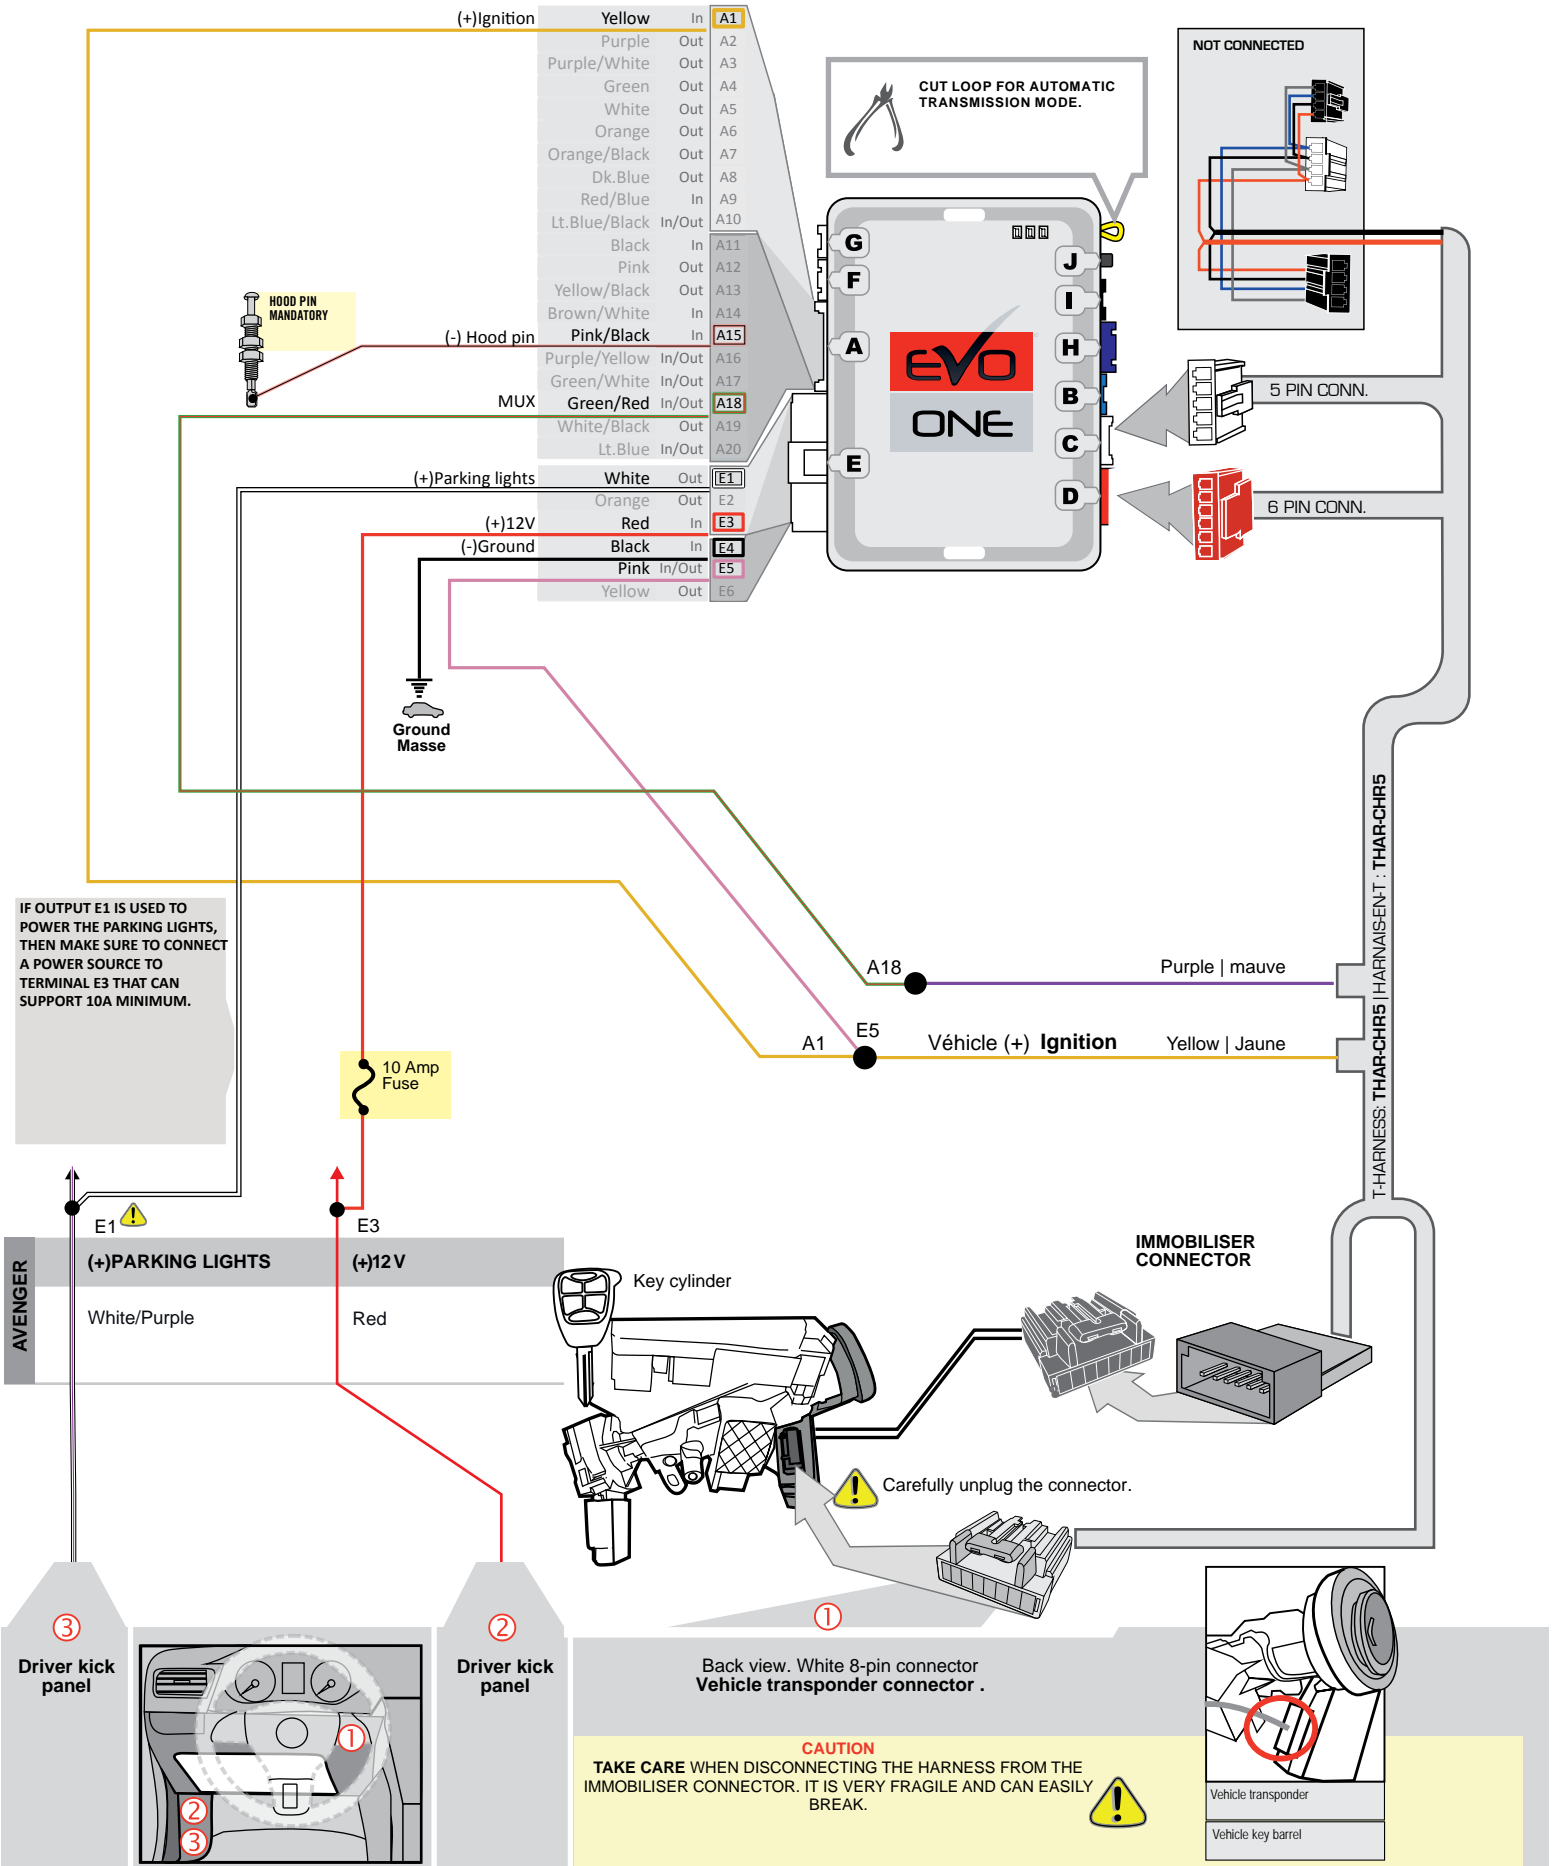 (+)Ignition Yellow In A1
Purple Out A2
Purple/White Out A3
Green Out A4
White Out A5
Orange Out A6
Orange/Black Out A7
Dk.Blue Out A8
Red/Blue In A9
Lt.Blue/Black In/Out A10
Black In A11
Pink Out A12
Yellow/Black Out A13
Brown/White In A14
(-) Hood pin Pink/Black In A15
Purple/Yellow In/Out A16
Green/White In/Out A17
MUX Green/Red In/Out A18
White/Black Out A19
Lt.Blue In/Out A20
(+)Parking lights White Out E1
Orange Out E2
(+)12V Red In E3
(-)Ground Black In E4
Pink In/Out E5
Yellow Out E6
HOOD PIN
MANDATORY
CUT LOOP FOR AUTOMATIC
TRANSMISSION MODE.
NOT CONNECTED
G
F
A
E
J
I
H
B
C
D
EVO
ONE
5 PIN CONN.
6 PIN CONN.
Ground
Masse
T-HARNESS: THAR-CHR5 | HARNAIS-EN-T : THAR-CHR5
IF OUTPUT E1 IS USED TO
POWER THE PARKING LIGHTS,
THEN MAKE SURE TO CONNECT
A POWER SOURCE TO
TERMINAL E3 THAT CAN
SUPPORT 10A MINIMUM.
A18
Purple | mauve
A1
E5
Véhicle (+) Ignition
Yellow | Jaune
10 Amp
Fuse
E1
E3
AVENGER
(+)PARKING LIGHTS
(+)12V
White/Purple
Red
Key cylinder
IMMOBILISER
CONNECTOR
Carefully unplug the connector.
3
Driver kick
panel
1
2
3
2
Driver kick
panel
1
Back view. White 8-pin connector
Vehicle transponder connector .
CAUTION
TAKE CARE WHEN DISCONNECTING THE HARNESS FROM THE
IMMOBILISER CONNECTOR. IT IS VERY FRAGILE AND CAN EASILY
BREAK.
Vehicle transponder
Vehicle key barrel